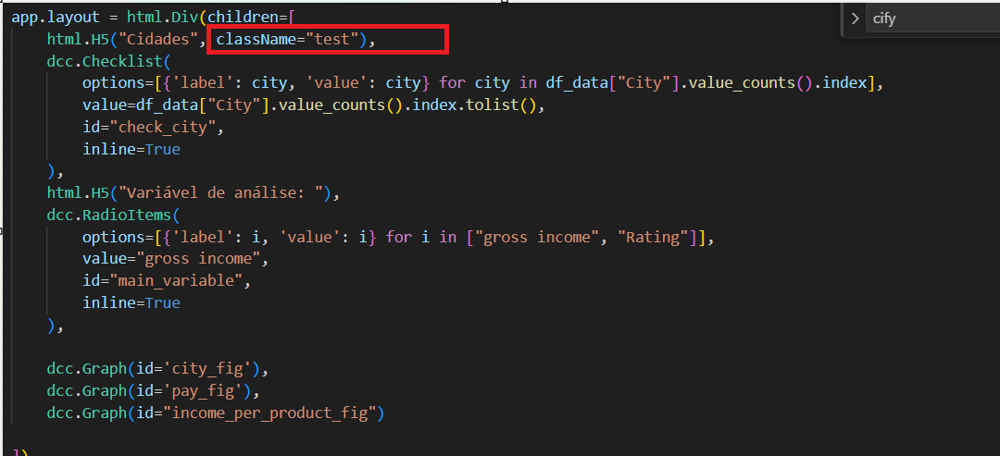 app.layout = html.Div(children=[
cify
html.H5("Cidades", className="test"),
dcc.Checklist(
options=[{'label': city, 'value': city} for city in df_data["City"].value_counts().index],
value=df_data["City"].value_counts().index.tolist(),
id="check_city",
inline=True
),
html.H5("Variável de análise: "),
dcc.RadioItems(
options=[{'label': i, 'value': i} for i in ["gross income", "Rating"]],
value="gross income",
id="main_variable",
inline=True
),
dcc.Graph(id='city_fig'),
dcc.Graph(id='pay_fig'),
dcc.Graph(id="income_per_product_fig")
])